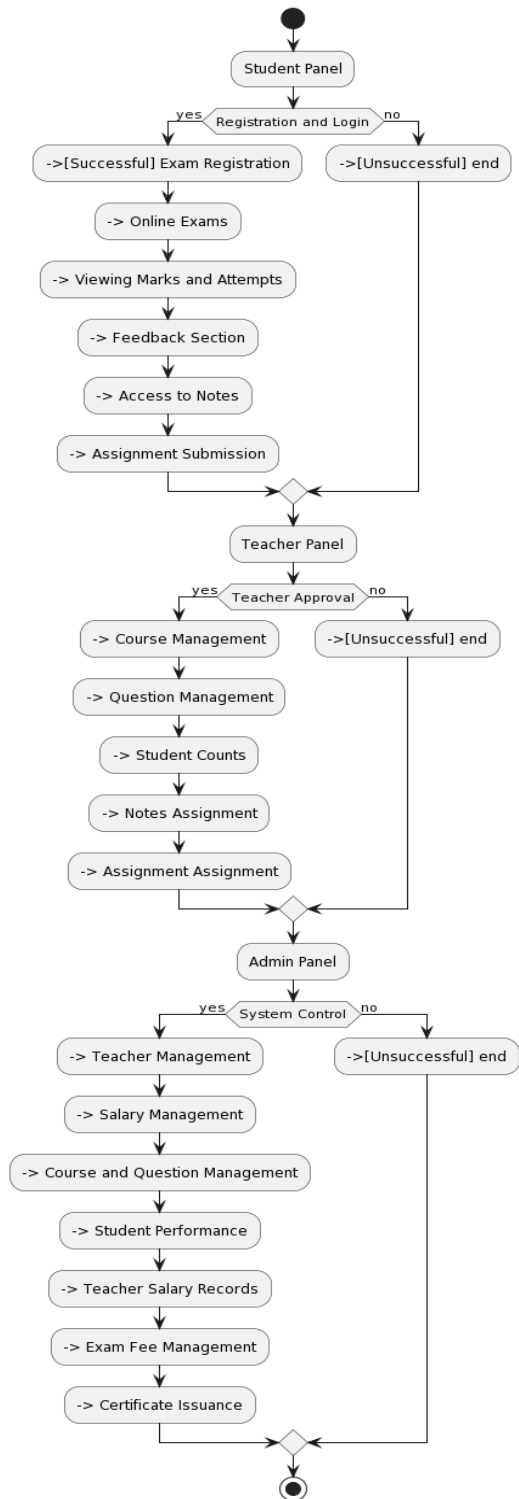 Student Panel
yes
Registration and Login
no
->[Successful] Exam Registration
->[Unsuccessful] end
-> Online Exams
-> Viewing Marks and Attempts
-> Feedback Section
-> Access to Notes
-> Assignment Submission
Teacher Panel
yes
Teacher Approval
no
-> Course Management
->[Unsuccessful] end
-> Question Management
-> Student Counts
-> Notes Assignment
-> Assignment Assignment
Admin Panel
yes
System Control
no
-> Teacher Management
->[Unsuccessful] end
-> Salary Management
-> Course and Question Management
-> Student Performance
-> Teacher Salary Records
-> Exam Fee Management
-> Certificate Issuance